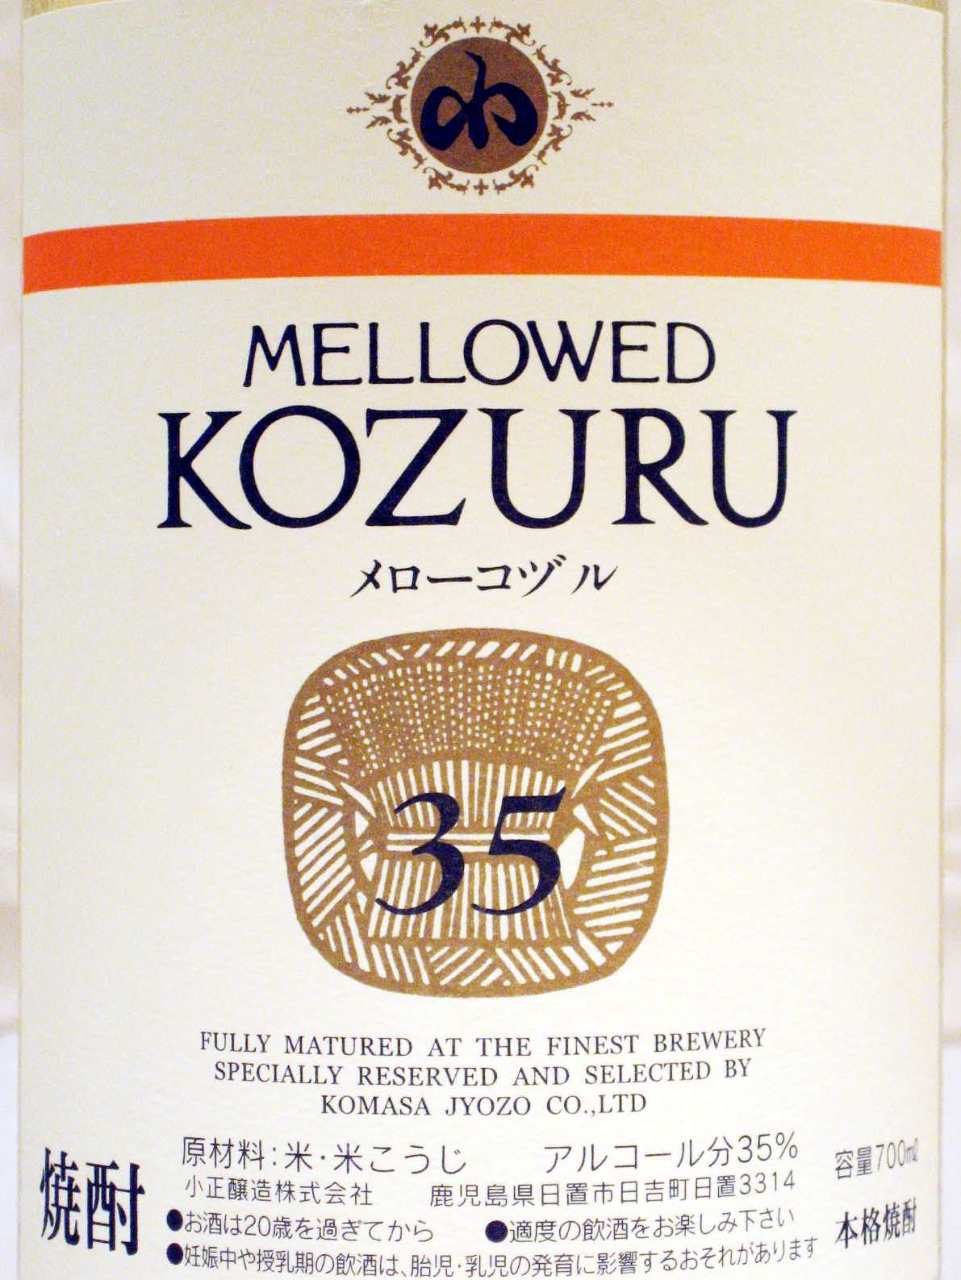 小
MELLOWED
KOZURU
メローコヅル
35
FULLY MATURED AT THE FINEST BREWERY
SPECIALLY RESERVED AND SELECTED BY
KOMASA JYOZO CO.,LTD
焼酎
原材料:米・米こうじ アルコール分35%
小正醸造株式会社 鹿児島県日置市日吉町日置3314
●お酒は20歳を過ぎてから ●適度の飲酒をお楽しみ下さい
●妊娠中や授乳期の飲酒は、胎児・乳児の発育に影響するおそれがあります
容量700㎖
本格焼酎